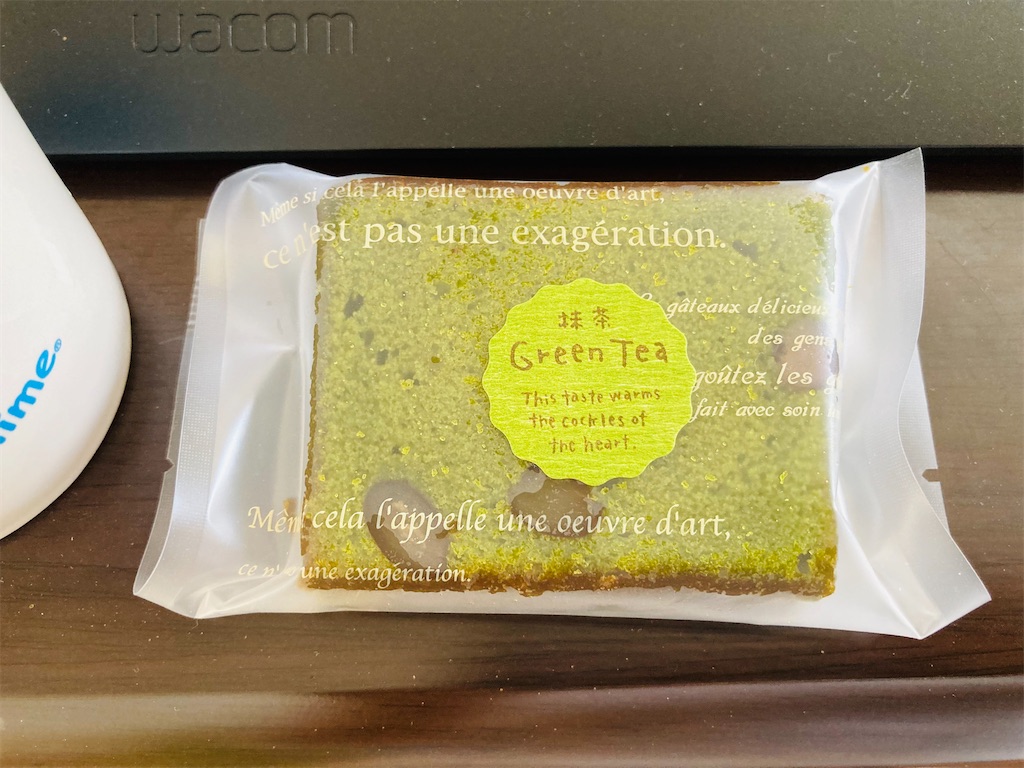 wacom
Même si cela l'appelle une oeuvre d'art,
ce n'est pas une exagération.
gâteaux délicieu
des gens
goûtez les
fait avec soin
抹茶
Green Tea
This taste warms
the cockles of
the heart.
Mêm cela l'appelle une oeuvre d'art,
ce n' une exagération.
ime®